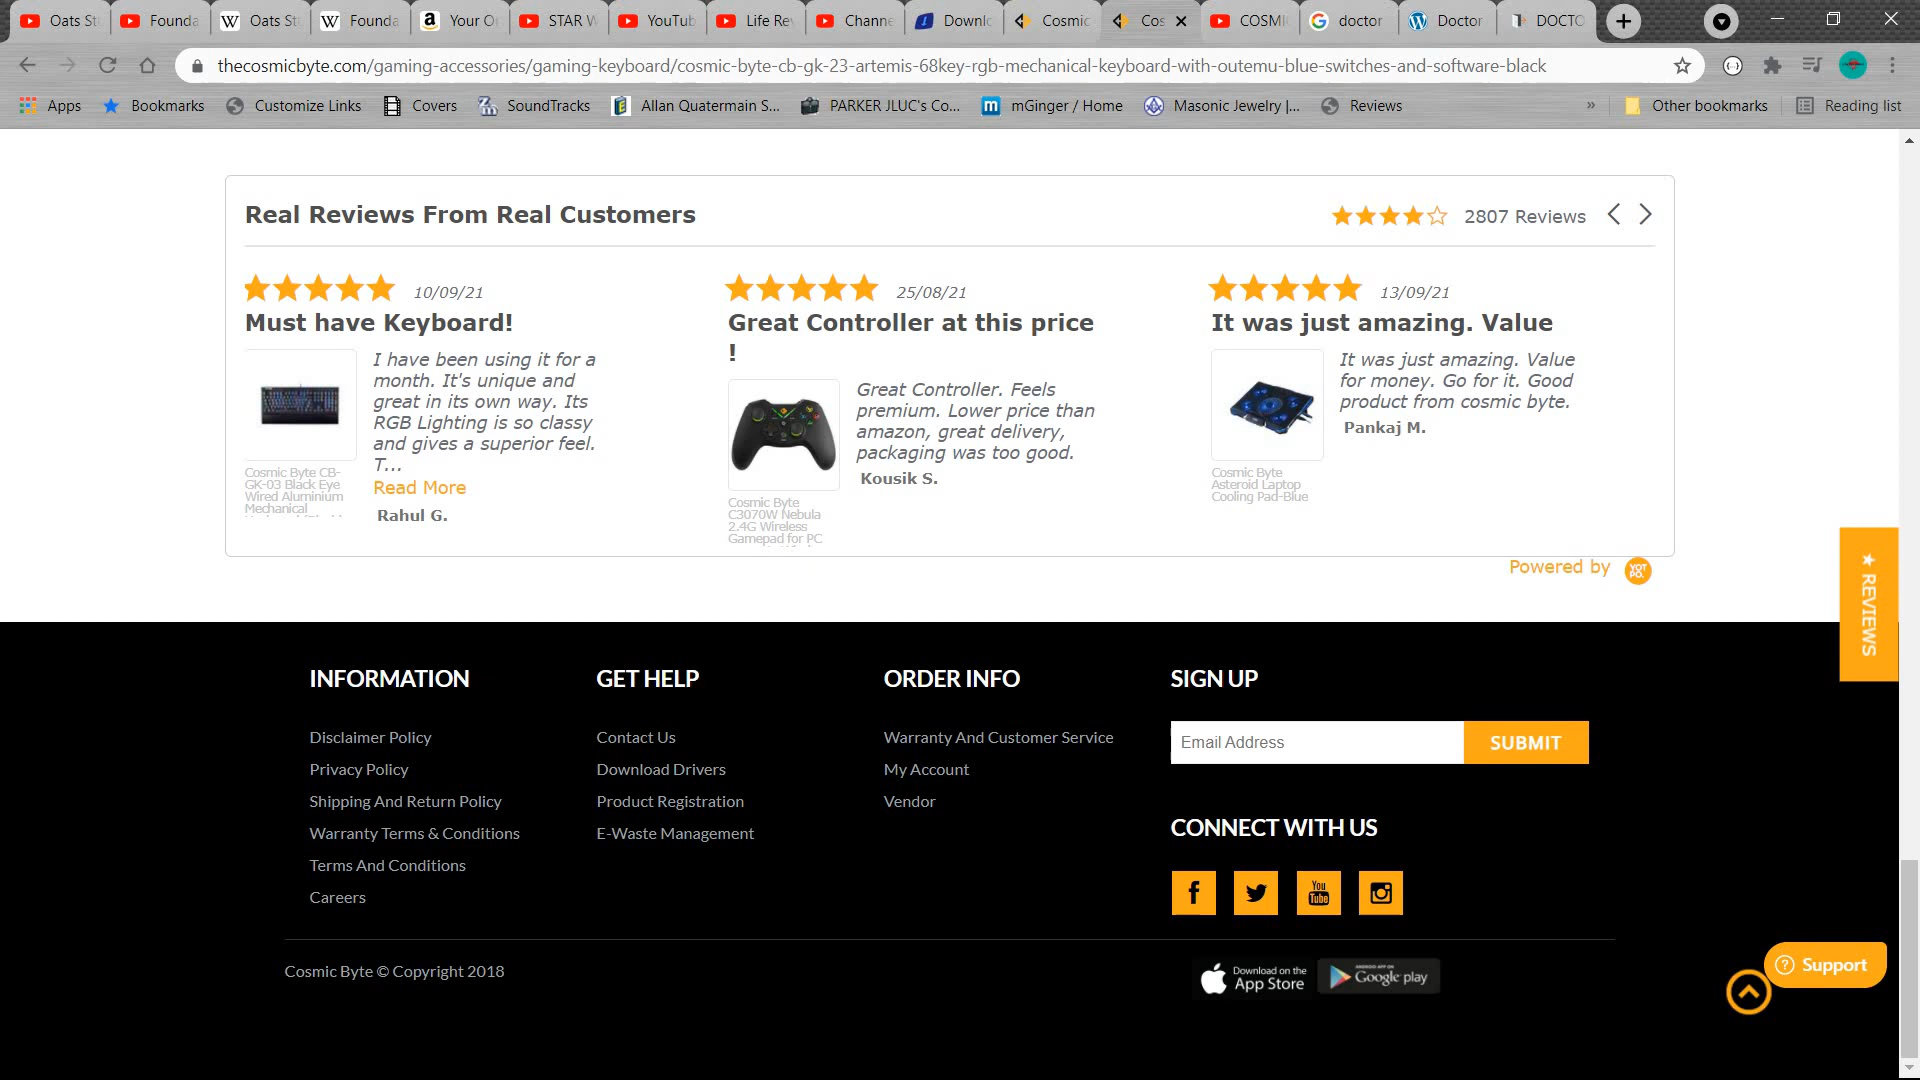 Oats St
Founda
Oats St
Founda
Your O
STAR W
YouTub
Life Rev
Channe
Downlo
Cosmic
Cos
COSMI
doctor
Doctor
DOCTO
thecosmicbyte.com/gaming-accessories/gaming-keyboard/cosmic-byte-cb-gk-23-artemis-68key-rgb-mechanical-keyboard-with-outemu-blue-switches-and-software-black
Apps
Bookmarks
Customize Links
Covers
SoundTracks
Allan Quatermain S...
PARKER JLUC's Co...
mGinger / Home
Masonic Jewelry |...
Reviews
»
Other bookmarks
Reading list
Real Reviews From Real Customers
2807 Reviews
10/09/21
Must have Keyboard!
I have been using it for a
month. It's unique and
great in its own way. Its
RGB Lighting is so classy
and gives a superior feel.
T...
Read More
Rahul G.
Cosmic Byte CB-
GK-03 Black Eye
Wired Aluminium
Mechanical
25/08/21
Great Controller at this price
!
Great Controller. Feels
premium. Lower price than
amazon, great delivery,
packaging was too good.
Kousik S.
Cosmic Byte
C3070W Nebula
2.4G Wireless
Gamepad for PC
13/09/21
It was just amazing. Value
It was just amazing. Value
for money. Go for it. Good
product from cosmic byte.
Pankaj M.
Cosmic Byte
Asteroid Laptop
Cooling Pad-Blue
Powered by
YOT
PO.
★ REVIEWS
INFORMATION
Disclaimer Policy
Privacy Policy
Shipping And Return Policy
Warranty Terms & Conditions
Terms And Conditions
Careers
GET HELP
Contact Us
Download Drivers
Product Registration
E-Waste Management
ORDER INFO
Warranty And Customer Service
My Account
Vendor
SIGN UP
Email Address
SUBMIT
CONNECT WITH US
You
Tube
Cosmic Byte © Copyright 2018
Download on the
App Store
ANDROID APP ON
Google play
Support